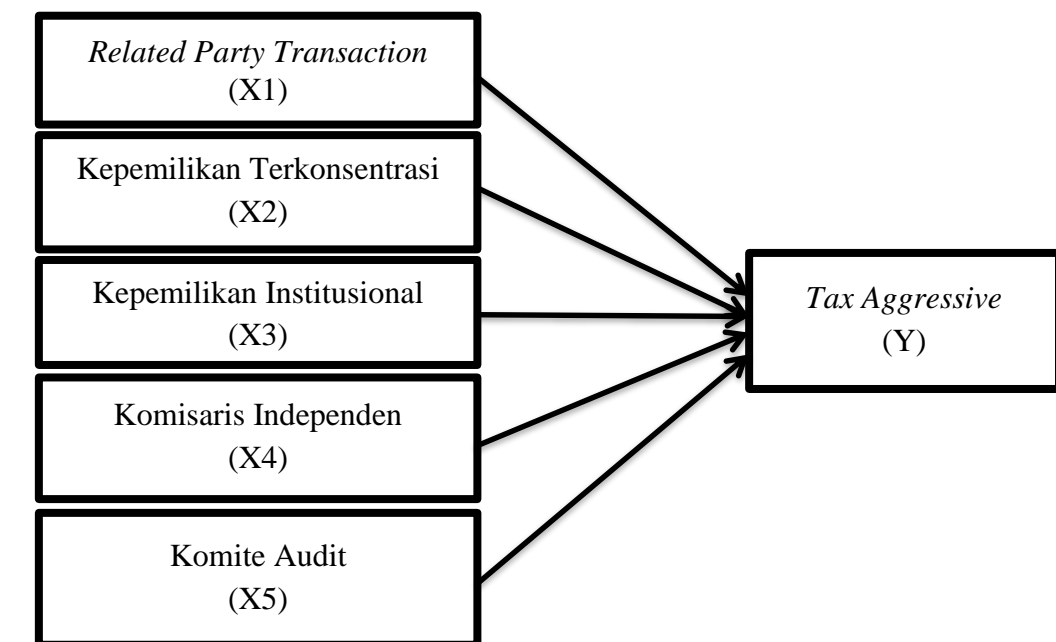 Related Party Transaction
(X1)
Kepemilikan Terkonsentrasi
(X2)
Kepemilikan Institusional
(X3)
Komisaris Independen
(X4)
Komite Audit
(X5)
Tax Aggressive
(Y)